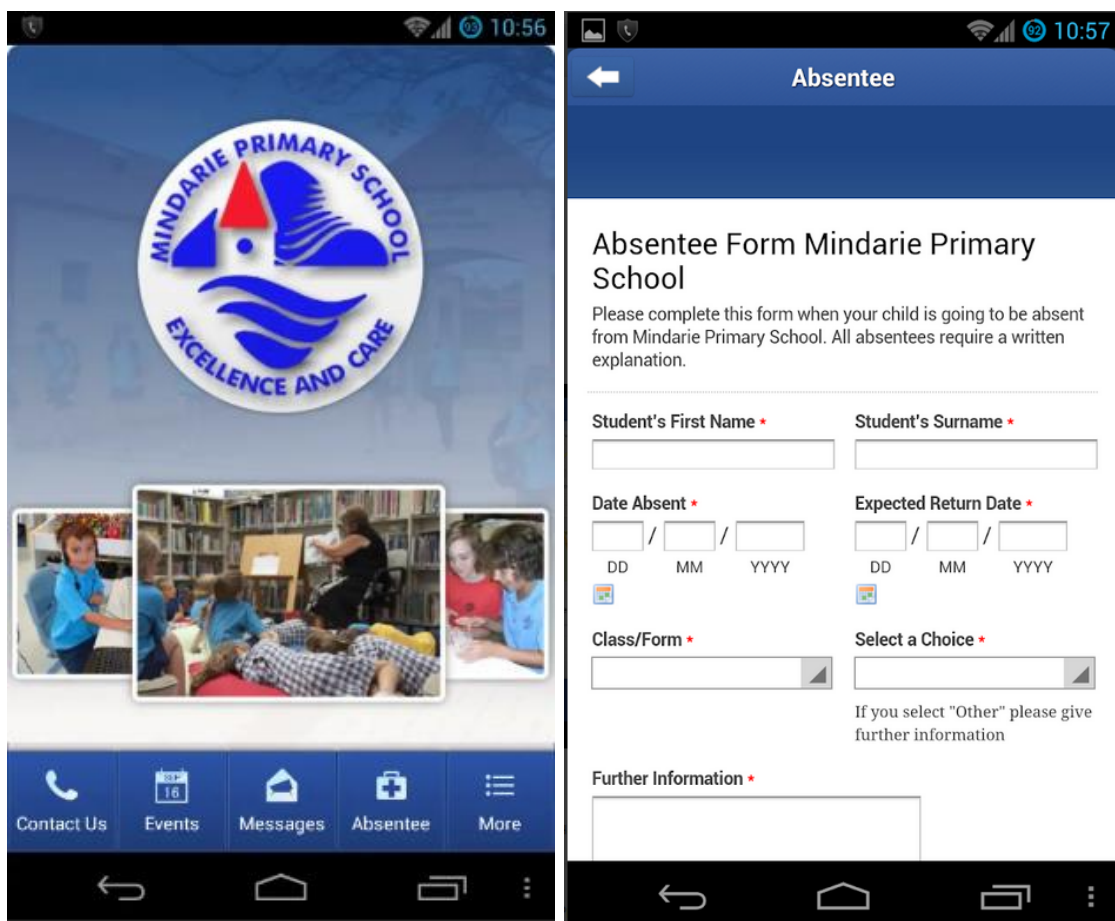 93 10:56
MINDARIE PRIMARY SCHOOL
EXCELLENCE AND CARE
SEP
16
Contact Us Events Messages Absentee More
92 10:57
Absentee
Absentee Form Mindarie Primary
School
Please complete this form when your child is going to be absent
from Mindarie Primary School. All absentees require a written
explanation.
Student's First Name * Student's Surname *
Date Absent * Expected Return Date *
/ / / /
DD MM YYYY DD MM YYYY
Class/Form * Select a Choice *
If you select "Other" please give
further information
Further Information *